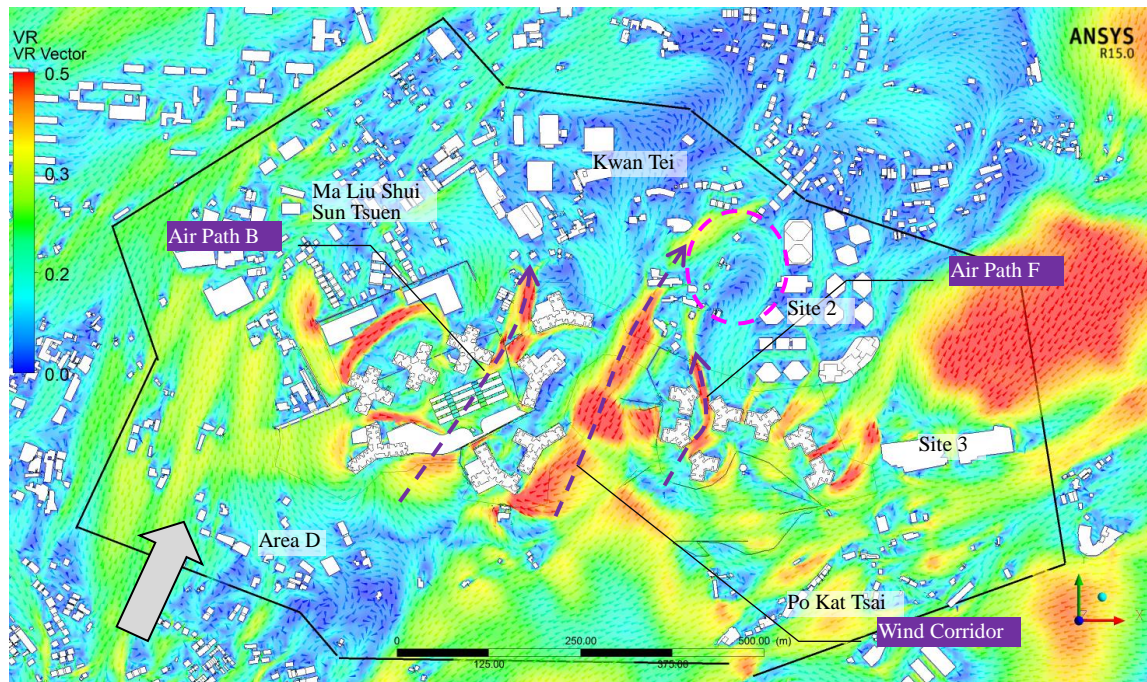 VR
VR Vector
0.5
0.3
0.2
0.0
ANSYS
R15.0
Kwan Tei
Ma Liu Shui
Sun Tsuen
Air Path B
Air Path F
Site 2
Site 3
Area D
Po Kat Tsai
Wind Corridor
0
250.00
500.00 (m)
125.00
375.00